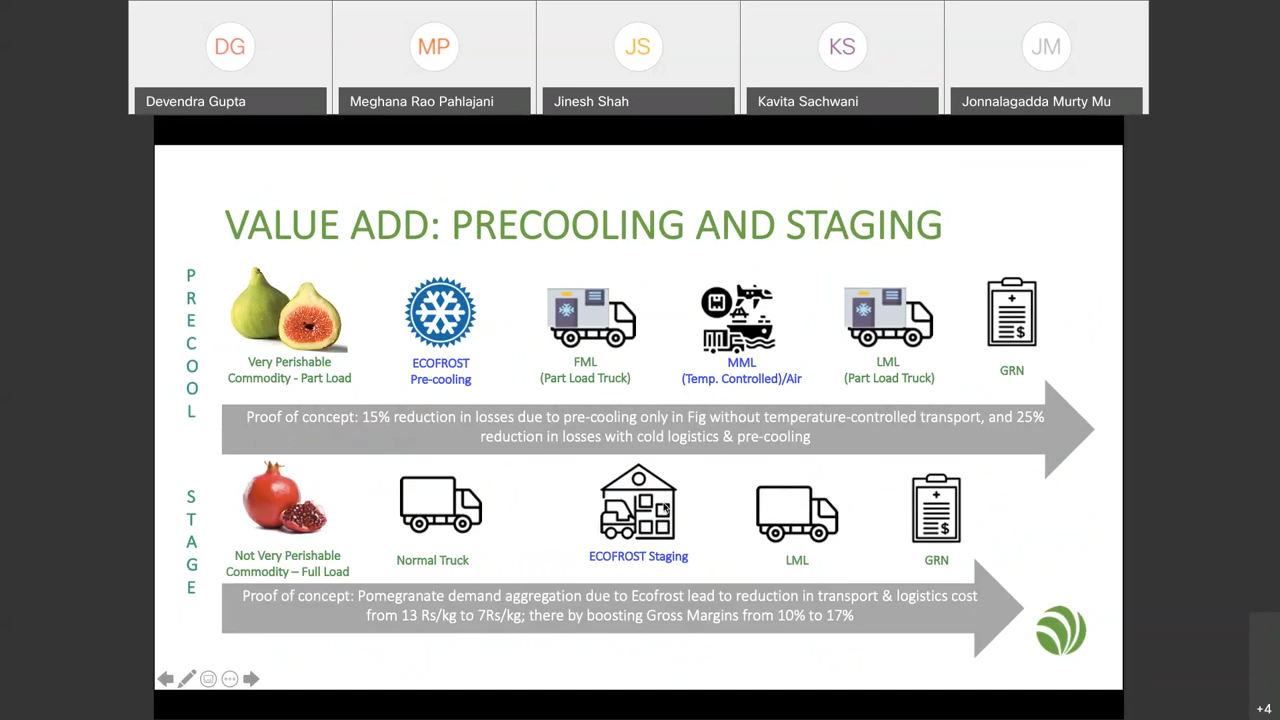 DG
MP
JS
KS
JM
Devendra Gupta
Meghana Rao Pahlajani
Jinesh Shah
Kavita Sachwani
Jonnalagadda Murty Mu
VALUE ADD: PRECOOLING AND STAGING
PRECOOL
Very Perishable
Commodity - Part Load
ECOFROST
Pre-cooling
FML
(Part Load Truck)
MML
(Temp. Controlled)/Air
LML
(Part Load Truck)
GRN
Proof of concept: 15% reduction in losses due to pre-cooling only in Fig without temperature-controlled transport, and 25%
reduction in losses with cold logistics & pre-cooling
STAGE
Not Very Perishable
Commodity – Full Load
Normal Truck
ECOFROST Staging
LML
GRN
Proof of concept: Pomegranate demand aggregation due to Ecofrost lead to reduction in transport & logistics cost
from 13 Rs/kg to 7Rs/kg; there by boosting Gross Margins from 10% to 17%
+4